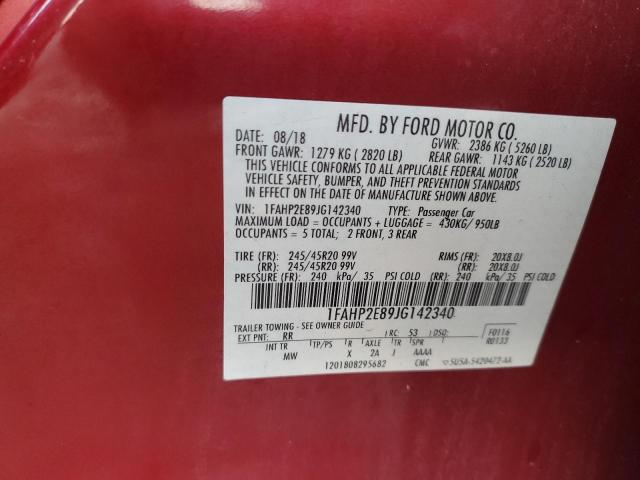 MFD. BY FORD MOTOR CO.
DATE: 08/18 GVWR: 2386 KG ( 5260 LB)
FRONT GAWR: 1279 KG ( 2820 LB) REAR GAWR: 1143 KG ( 2520 LB)
THIS VEHICLE CONFORMS TO ALL APPLICABLE FEDERAL MOTOR
VEHICLE SAFETY, BUMPER, AND THEFT PREVENTION STANDARDS
IN EFFECT ON THE DATE OF MANUFACTURE SHOWN ABOVE.
VIN: 1FAHP2E89JG142340 TYPE: Passenger Car
MAXIMUM LOAD = OCCUPANTS + LUGGAGE = 430KG/ 950LB
OCCUPANTS = 5 TOTAL; 2 FRONT, 3 REAR
TIRE (FR): 245/45R20 99V RIMS (FR): 20X8.0J
(RR): 245/45R20 99V (RR): 20X8.0J
PRESSURE (FR): 240 kPa/ 35 PSI COLD (RR): 240 kPa/ 35 PSI COLD
1FAHP2E89JG142340
TRAILER TOWING - SEE OWNER GUIDE
EXT PNT: RR RC: 53 DSO: F0116
INT TR TP/PS R AXLE TR SPR R0133
MW X 2A J AAAA
1201808295682 CMC 5U5A-5420472-AA